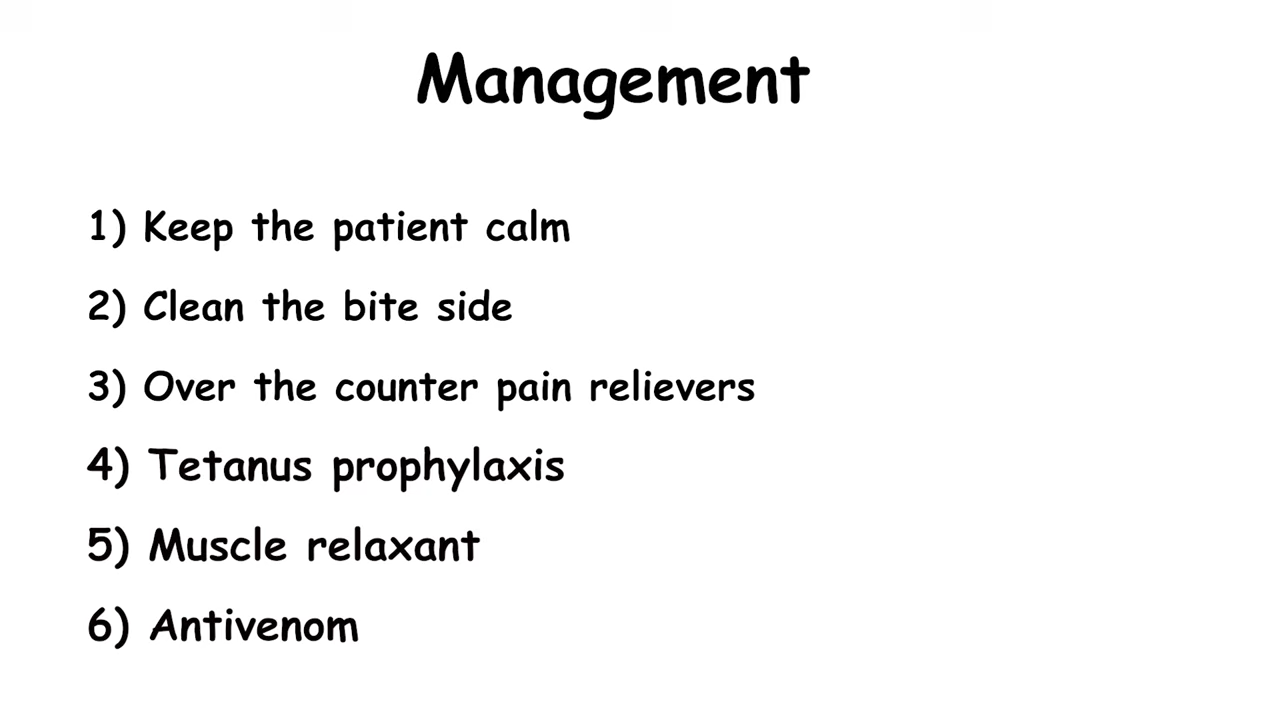 Management
1) Keep the patient calm
2) Clean the bite side
3) Over the counter pain relievers
4) Tetanus prophylaxis
5) Muscle relaxant
6) Antivenom